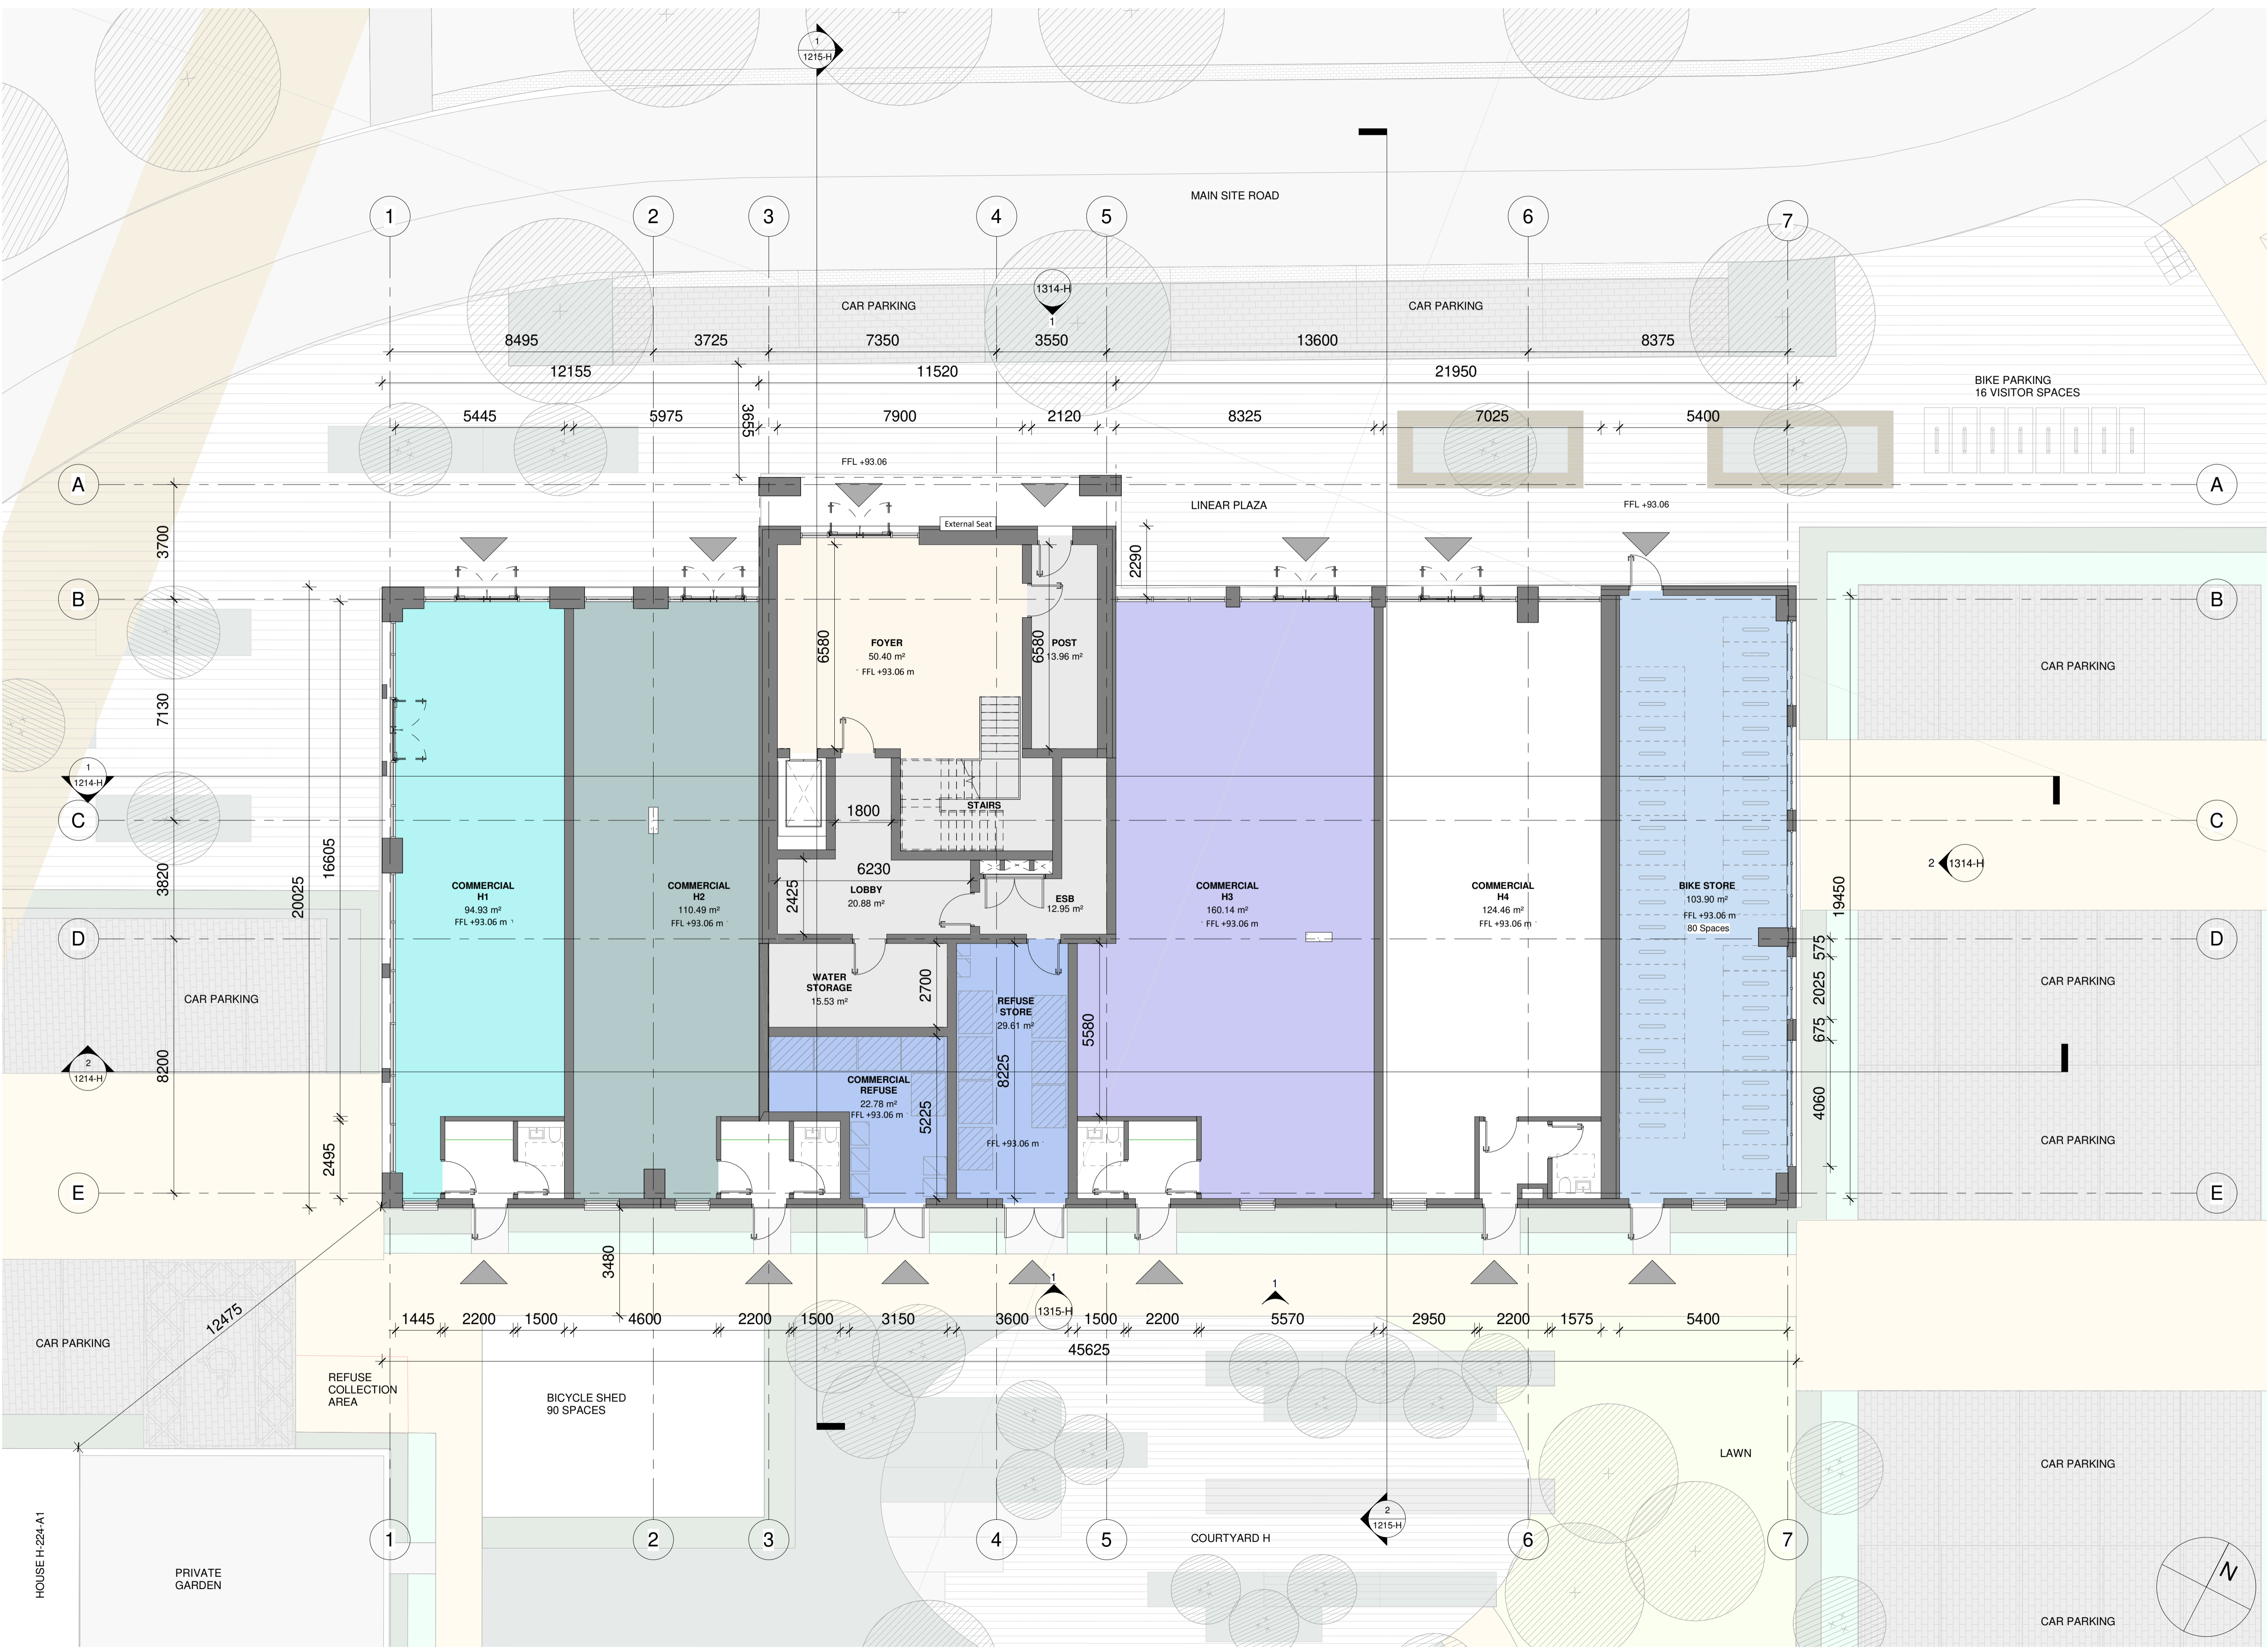 1
1215-H
MAIN SITE ROAD
1
2
3
4
5
6
7
1314-H
1
CAR PARKING
CAR PARKING
8495
3725
7350
3550
13600
8375
12155
11520
21950
BIKE PARKING
16 VISITOR SPACES
5445
5975
3655
7900
2120
8325
7025
5400
FFL +93.06
A
A
LINEAR PLAZA
FFL +93.06
External Seat
3700
2290
B
B
FOYER
50.40 m²
FFL +93.06 m
6580
6580
POST
13.96 m²
CAR PARKING
7130
1
1214-H
C
C
1800
STAIRS
16605
20025
3820
2425
6230
LOBBY
20.88 m²
ESB
12.95 m²
COMMERCIAL
H1
94.93 m²
FFL +93.06 m
COMMERCIAL
H2
110.49 m²
FFL +93.06 m
COMMERCIAL
H3
160.14 m²
FFL +93.06 m
COMMERCIAL
H4
124.46 m²
FFL +93.06 m
BIKE STORE
103.90 m²
FFL +93.06 m
80 Spaces
19450
2
1314-H
D
D
575
2025
675
4060
CAR PARKING
WATER
STORAGE
15.53 m²
2700
REFUSE
STORE
29.61 m²
5580
8225
CAR PARKING
2
1214-H
8200
COMMERCIAL
REFUSE
22.78 m²
FFL +93.06 m
5225
FFL +93.06 m
2495
CAR PARKING
E
E
3480
12475
1
1315-H
1
1445
2200
1500
4600
2200
1500
3150
3600
1500
2200
5570
2950
2200
1575
5400
45625
CAR PARKING
REFUSE
COLLECTION
AREA
BICYCLE SHED
90 SPACES
LAWN
CAR PARKING
2
1215-H
1
2
3
4
5
6
7
COURTYARD H
HOUSE H-224-A1
PRIVATE
GARDEN
N
CAR PARKING